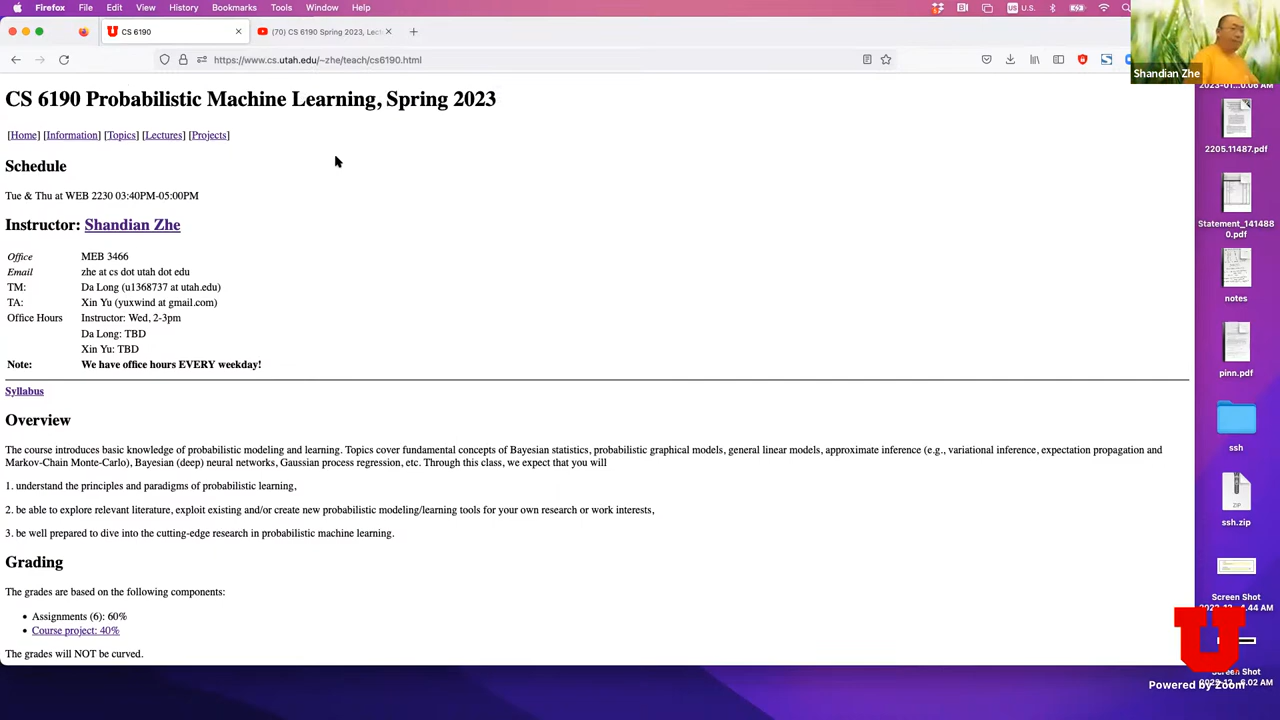 Firefox File Edit View History Bookmarks Tools Window Help U.S.
CS 6190 (70) CS 6190 Spring 2023, Lect
https://www.cs.utah.edu/~zhe/teach/cs6190.html
Shandian Zhe
CS 6190 Probabilistic Machine Learning, Spring 2023
[Home] [Information] [Topics] [Lectures] [Projects]
Schedule
Tue & Thu at WEB 2230 03:40PM-05:00PM
Instructor: Shandian Zhe
Office MEB 3466
Email zhe at cs dot utah dot edu
TM: Da Long (u1368737 at utah.edu)
TA: Xin Yu (yuxwind at gmail.com)
Office Hours Instructor: Wed, 2-3pm
Da Long: TBD
Xin Yu: TBD
Note: We have office hours EVERY weekday!
Syllabus
Overview
The course introduces basic knowledge of probabilistic modeling and learning. Topics cover fundamental concepts of Bayesian statistics, probabilistic graphical models, general linear models, approximate inference (e.g., variational inference, expectation propagation and
Markov-Chain Monte-Carlo), Bayesian (deep) neural networks, Gaussian process regression, etc. Through this class, we expect that you will
1. understand the principles and paradigms of probabilistic learning,
2. be able to explore relevant literature, exploit existing and/or create new probabilistic modeling/learning tools for your own research or work interests,
3. be well prepared to dive into the cutting-edge research in probabilistic machine learning.
Grading
The grades are based on the following components:
• Assignments (6): 60%
• Course project: 40%
The grades will NOT be curved.
2205.11487.pdf
Statement_141488
0.pdf
notes
pinn.pdf
ssh
ZIP
ssh.zip
Screen Shot
Screen Shot
U
Powered by Zoom